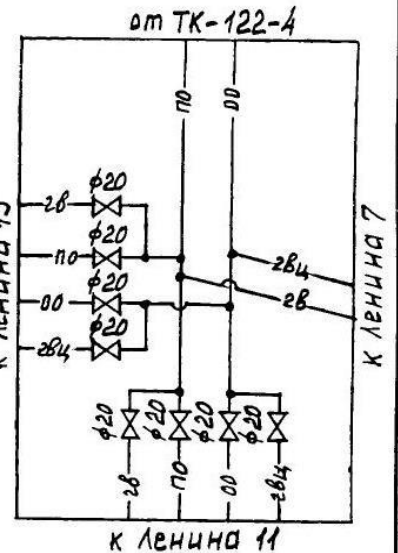 от ТК-122-4
ПО
ОО
ф20
гв
ф20
по
ф20
оо
ф20
гвц
гвц
гв
к Ленина 7
ф20
ф20
ф20
ф20
гв
ПО
ОО
гвц
к Ленина 11